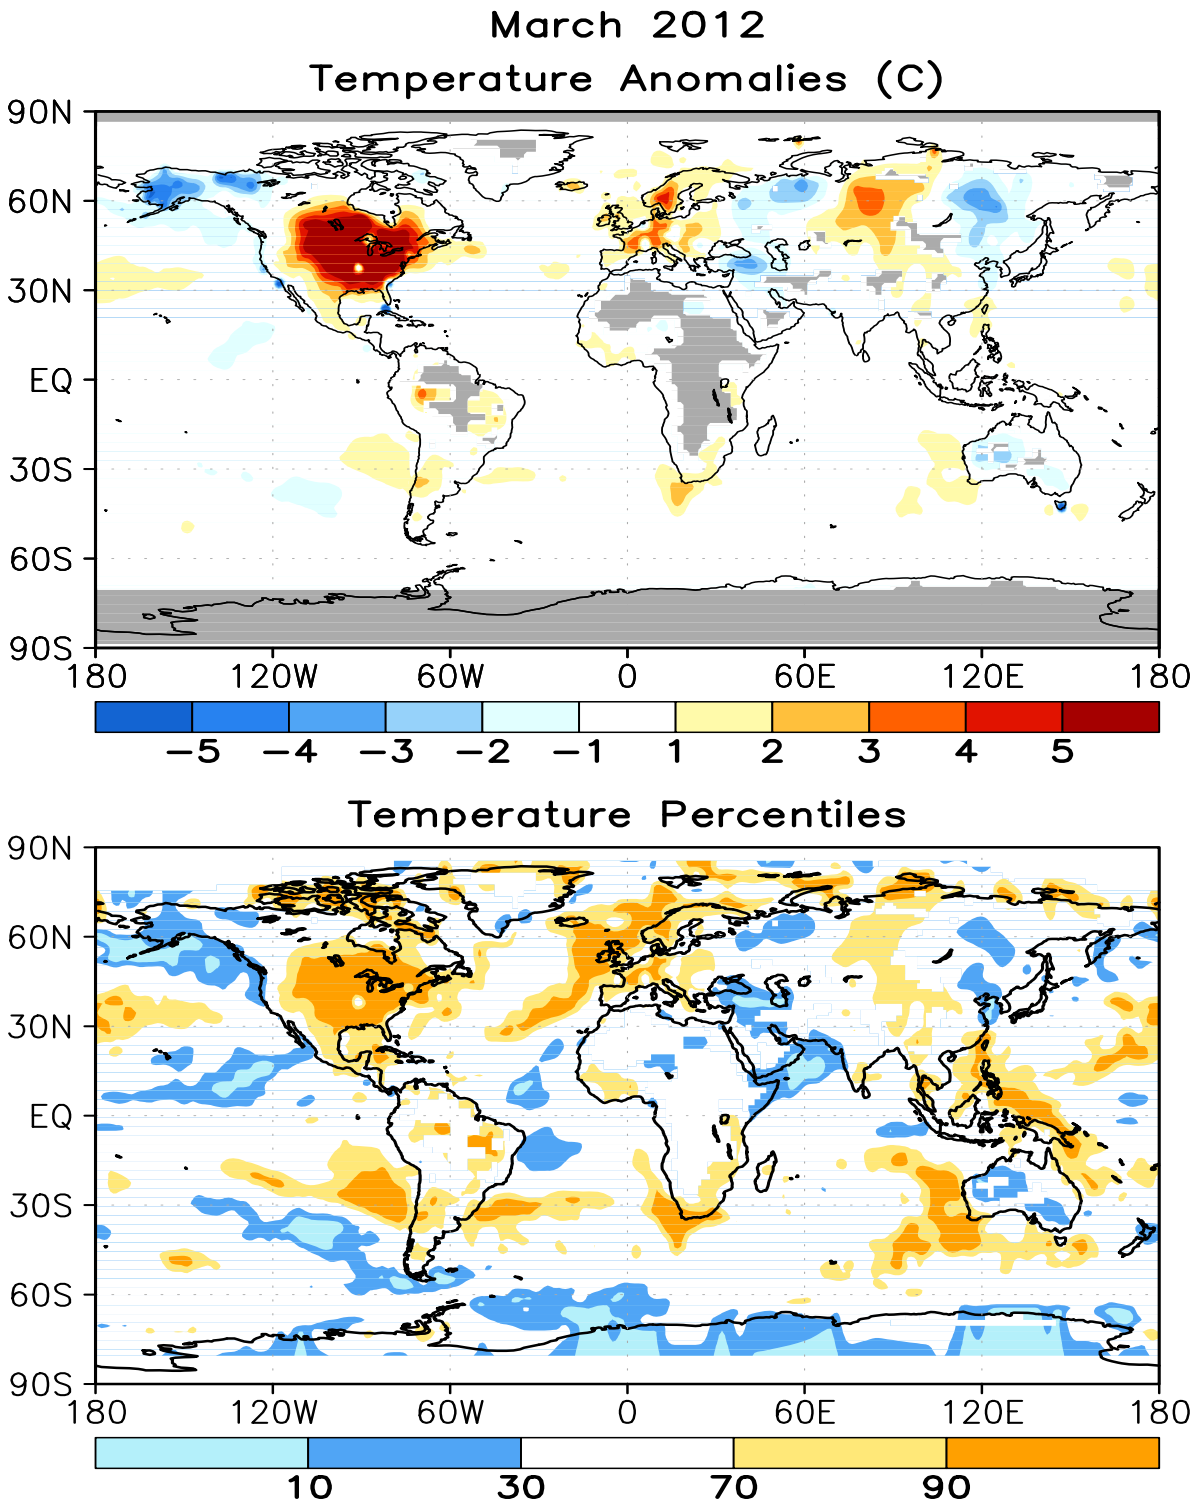 March 2012
Temperature Anomalies (C)
90N
60N
30N
EQ
30S
60S
90S
180 120W 60W 0 60E 120E 180
-5 -4 -3 -2 -1 1 2 3 4 5
Temperature Percentiles
90N
60N
30N
EQ
30S
60S
90S
180 120W 60W 0 60E 120E 180
10 30 70 90